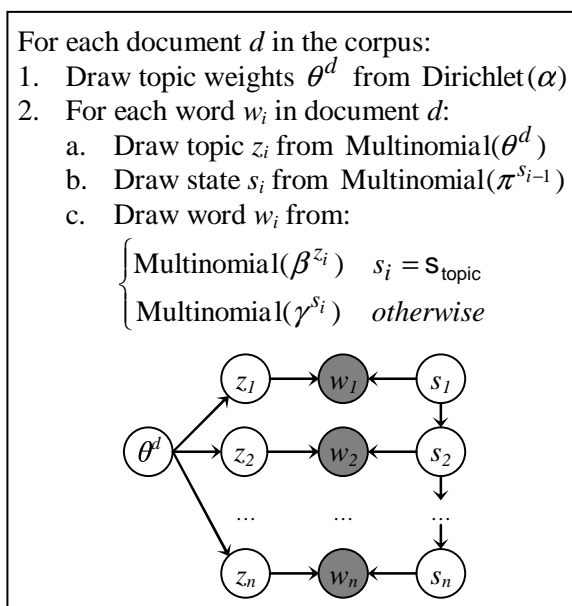 For each document d in the corpus:
1. Draw topic weights θ^d from Dirichlet(α)
2. For each word w_i in document d:
a. Draw topic z_i from Multinomial(θ^d)
b. Draw state s_i from Multinomial(π^{s_{i−1}})
c. Draw word w_i from:
Multinomial(β^{z_i}) s_i = s_topic
Multinomial(γ^{s_i}) otherwise
z_1 w_1 s_1
θ^d z_2 w_2 s_2
... ... ...
z_n w_n s_n